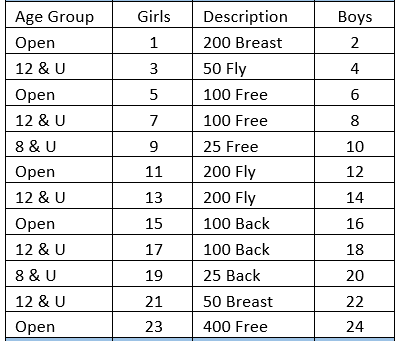 Age Group Girls Description Boys
Open 1 200 Breast 2
12 & U 3 50 Fly 4
Open 5 100 Free 6
12 & U 7 100 Free 8
8 & U 9 25 Free 10
Open 11 200 Fly 12
12 & U 13 200 Fly 14
Open 15 100 Back 16
12 & U 17 100 Back 18
8 & U 19 25 Back 20
12 & U 21 50 Breast 22
Open 23 400 Free 24